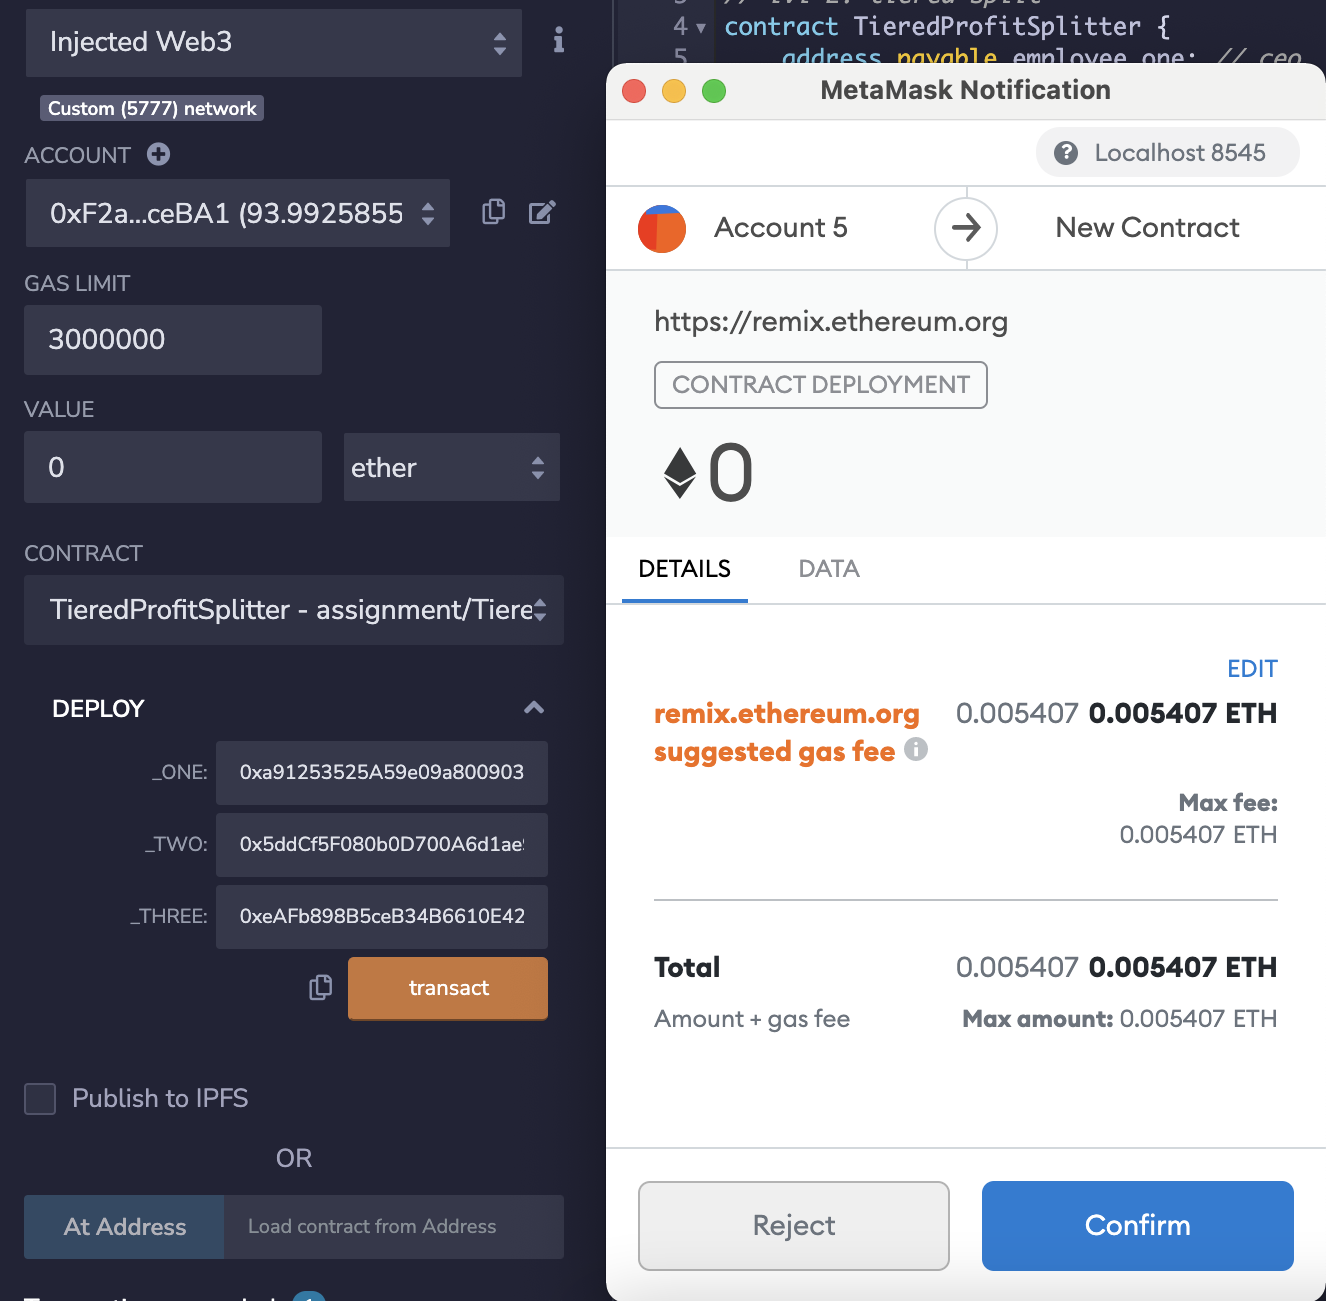 Injected Web3
Custom (5777) network
ACCOUNT
0xF2a...ceBA1 (93.9925855
GAS LIMIT
3000000
VALUE
0
ether
CONTRACT
TieredProfitSplitter - assignment/Tiere
DEPLOY
_ONE: 0xa91253525A59e09a800903
_TWO: 0x5ddCf5F080b0D700A6d1ae
_THREE: 0xeAFb898B5ceB34B6610E42
transact
Publish to IPFS
OR
At Address
Load contract from Address
4 contract TieredProfitSplitter {
5 address payable employee_one; // ceo
MetaMask Notification
Localhost 8545
Account 5
New Contract
https://remix.ethereum.org
CONTRACT DEPLOYMENT
0
DETAILS
DATA
EDIT
remix.ethereum.org 0.005407 0.005407 ETH
suggested gas fee
Max fee:
0.005407 ETH
Total 0.005407 0.005407 ETH
Amount + gas fee Max amount: 0.005407 ETH
Reject
Confirm